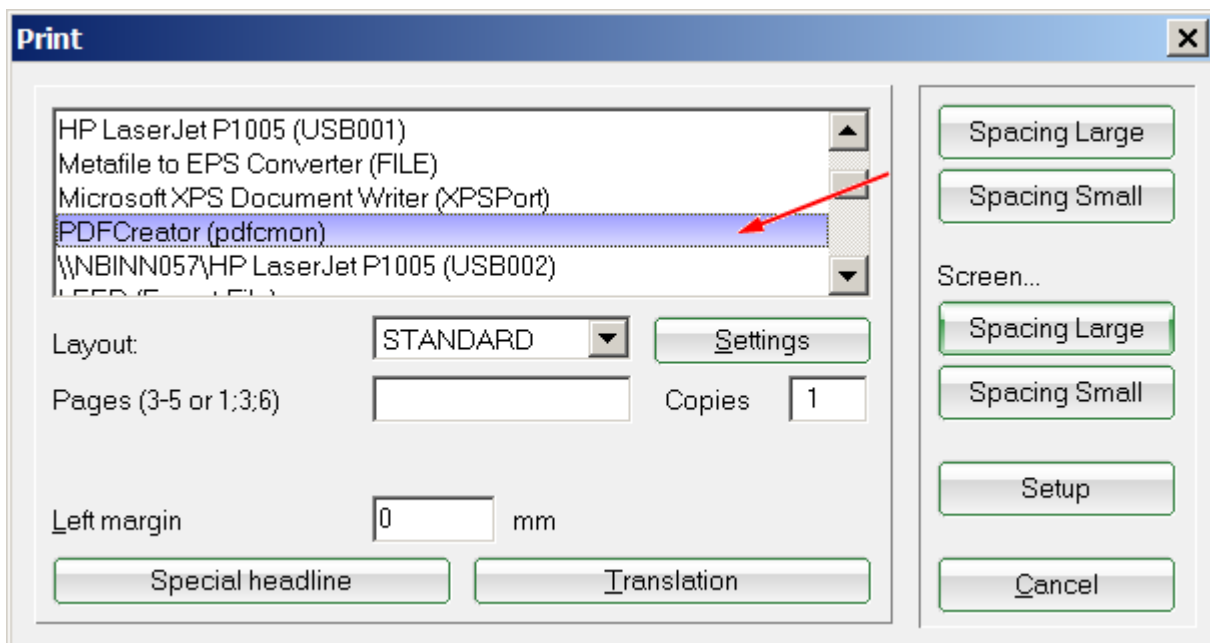 Print
HP LaserJet P1005 (USB001)
Metafile to EPS Converter (FILE)
Microsoft XPS Document Writer (XPSPort)
PDFCreator (pdfcmon)
\\NBINN057\HP LaserJet P1005 (USB002)
Layout:
STANDARD
Settings
Pages (3-5 or 1;3;6)
Copies
1
Left margin
0
mm
Special headline
Translation
Spacing Large
Spacing Small
Screen...
Spacing Large
Spacing Small
Setup
Cancel